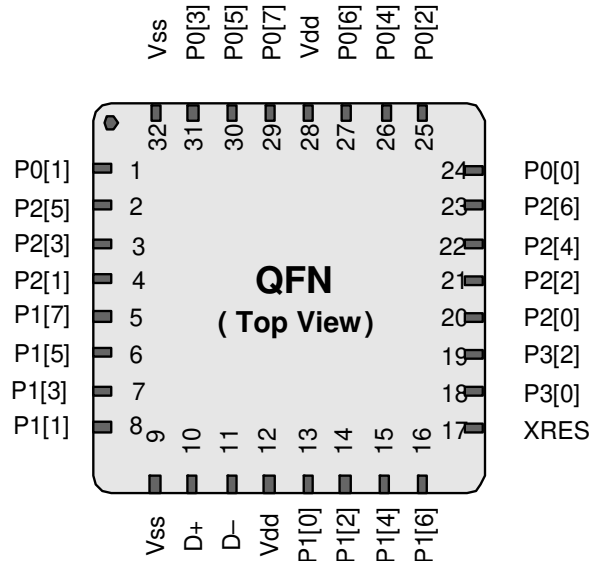 Vss P0[3] P0[5] P0[7] Vdd P0[6] P0[4] P0[2]
32 31 30 29 28 27 26 25
P0[1] 1 24 P0[0]
P2[5] 2 23 P2[6]
P2[3] 3 22 P2[4]
P2[1] 4 21 P2[2]
QFN
P1[7] 5 20 P2[0]
( Top View)
P1[5] 6 19 P3[2]
P1[3] 7 18 P3[0]
P1[1] 8 17 XRES
9 10 11 12 13 14 15 16
Vss D+ D– Vdd P1[0] P1[2] P1[4] P1[6]